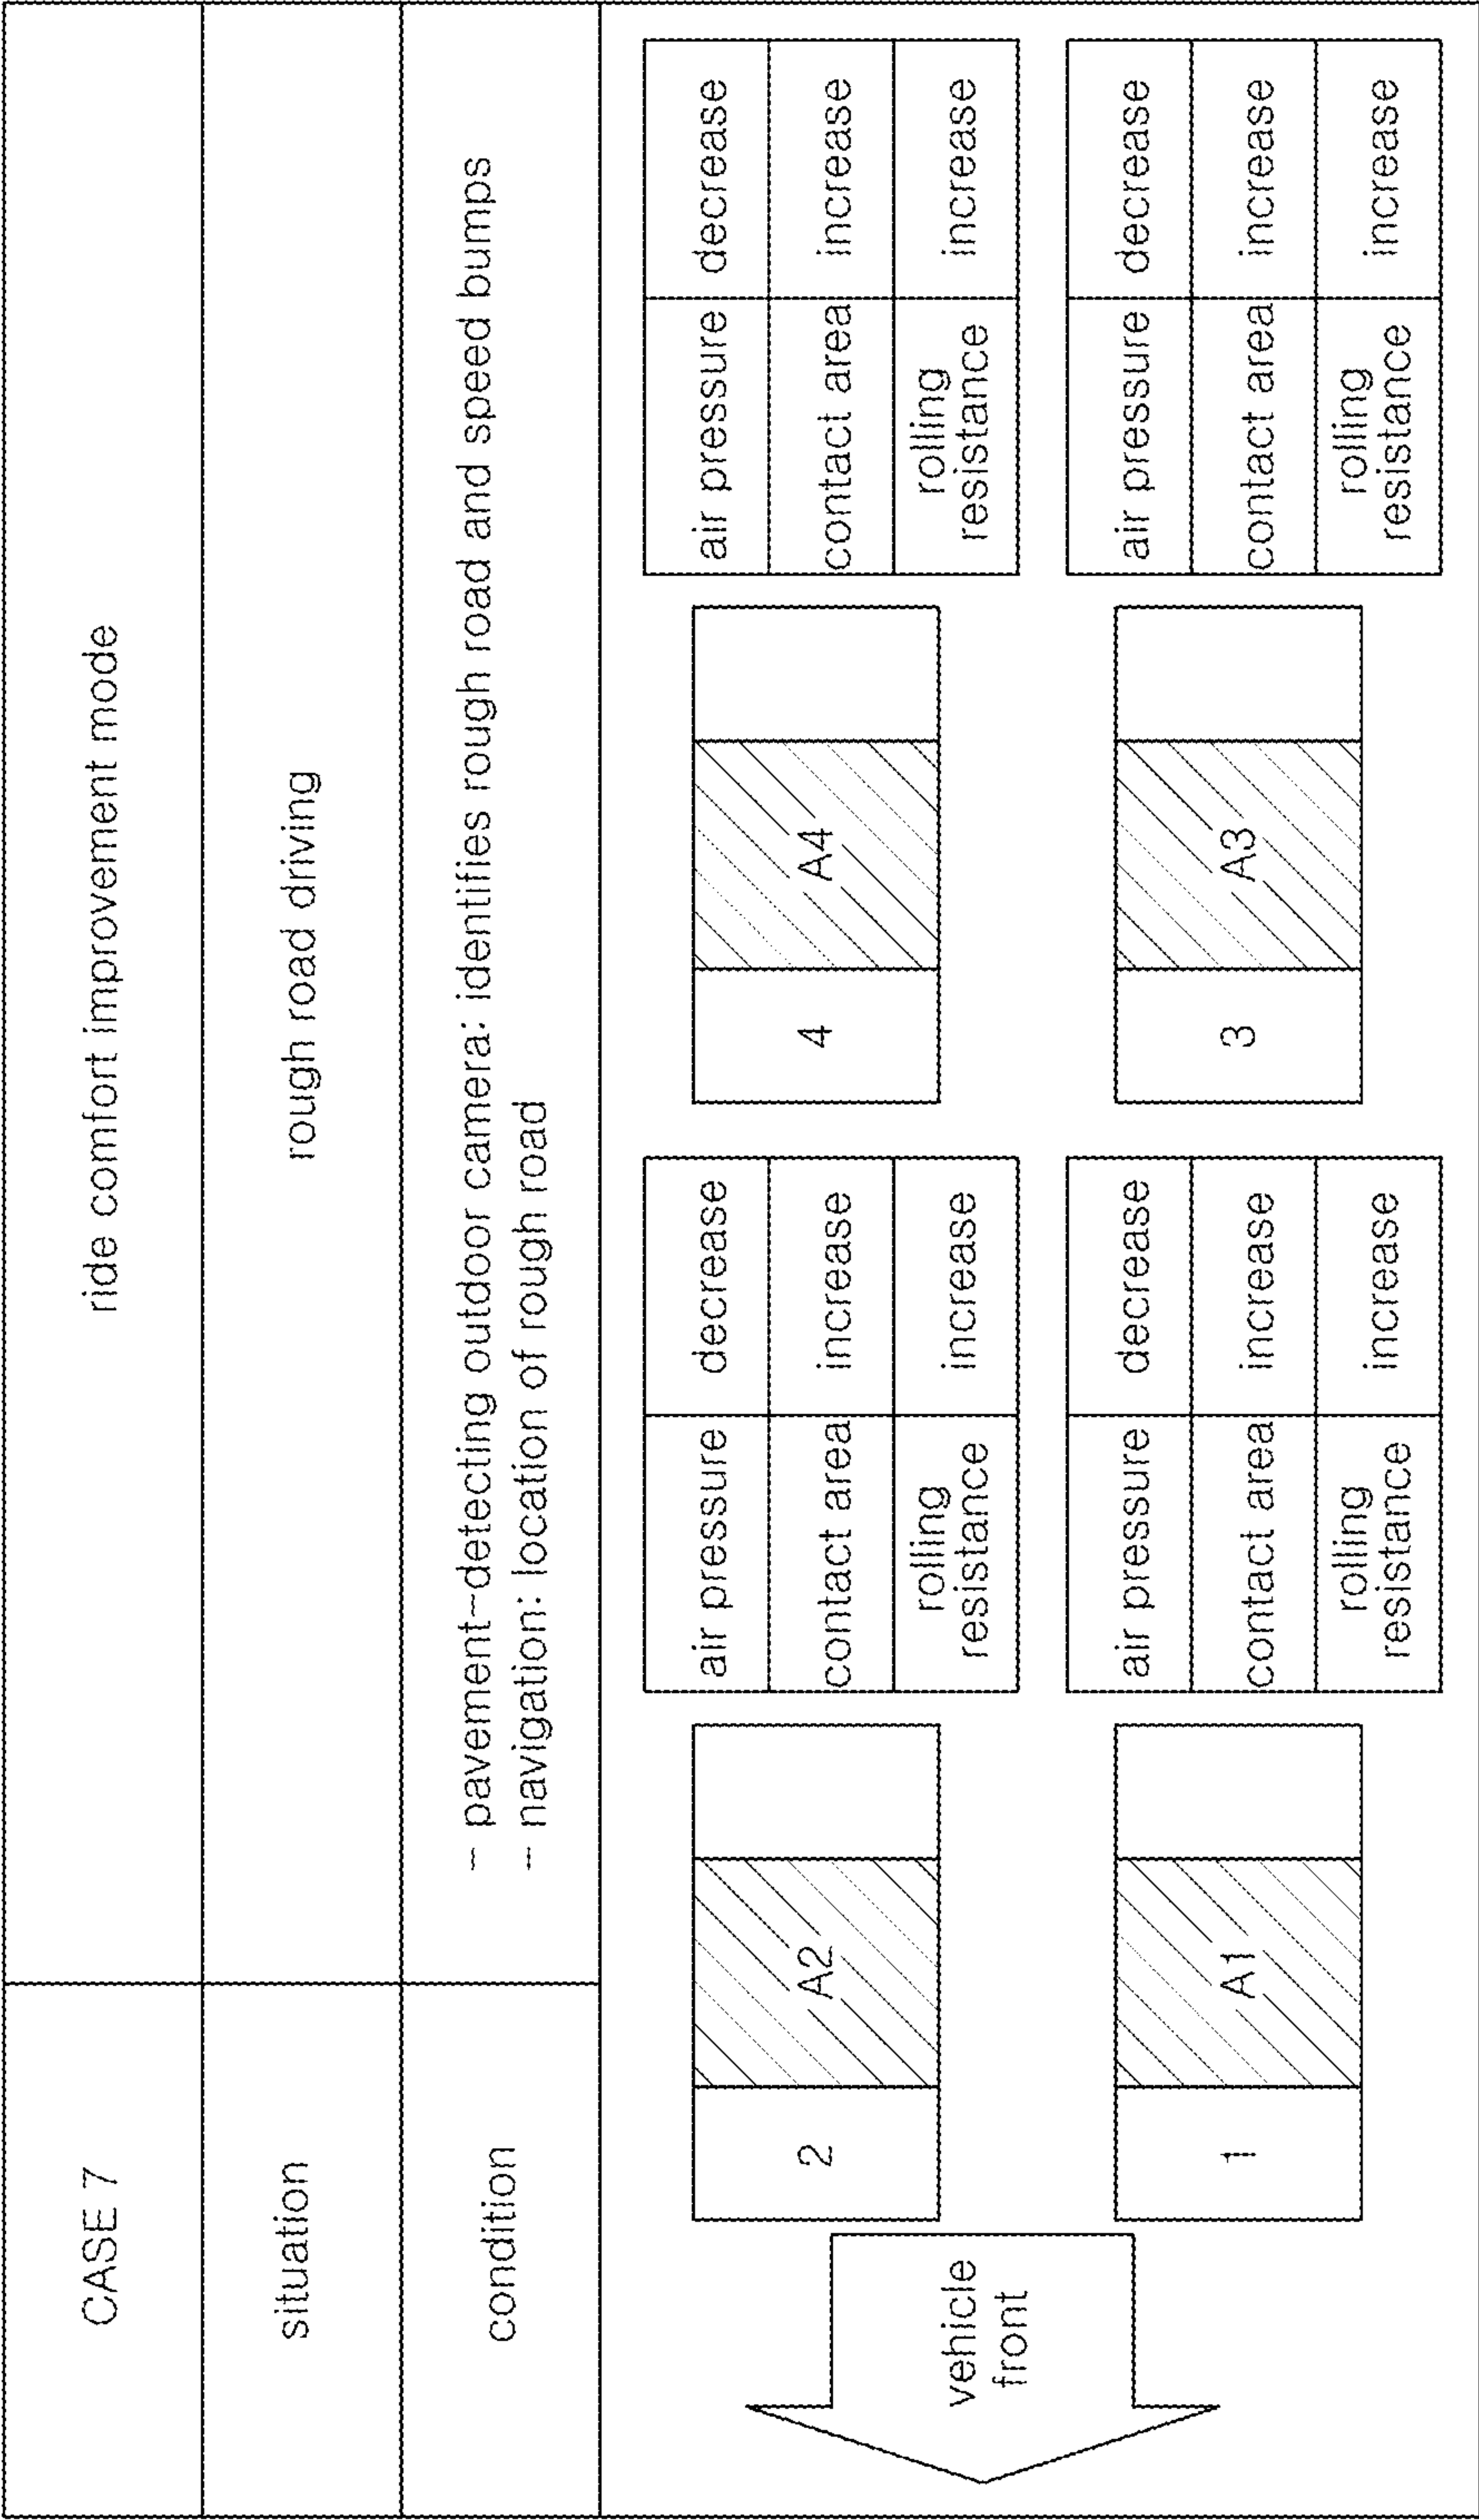 CASE 7
ride comfort improvement mode
situation
rough road driving
condition
-- pavement-detecting outdoor camera: identifies rough road and speed bumps
-- navigation: location of rough road
vehicle
front
2
A2
air pressure
decrease
contact area
increase
rolling
resistance
increase
4
A4
air pressure
decrease
contact area
increase
rolling
resistance
increase
1
A1
air pressure
decrease
contact area
increase
rolling
resistance
increase
3
A3
air pressure
decrease
contact area
increase
rolling
resistance
increase